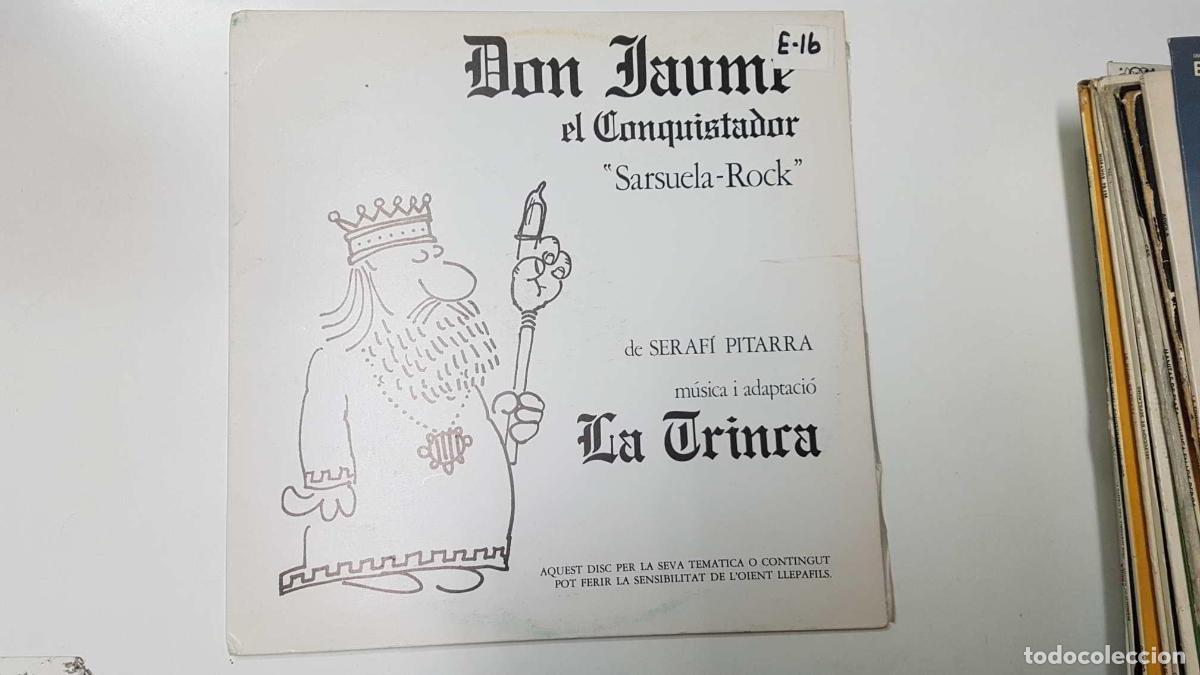 Don Jaume
E-16
el Conquistador
"Sarsuela-Rock"
de SERAFÍ PITARRA
música i adaptació
La Trinca
AQUEST DISC PER LA SEVA TEMATICA O CONTINGUT
POT FERIR LA SENSIBILITAT DE L'OIENT LLEPAFILS.
todocoleccion